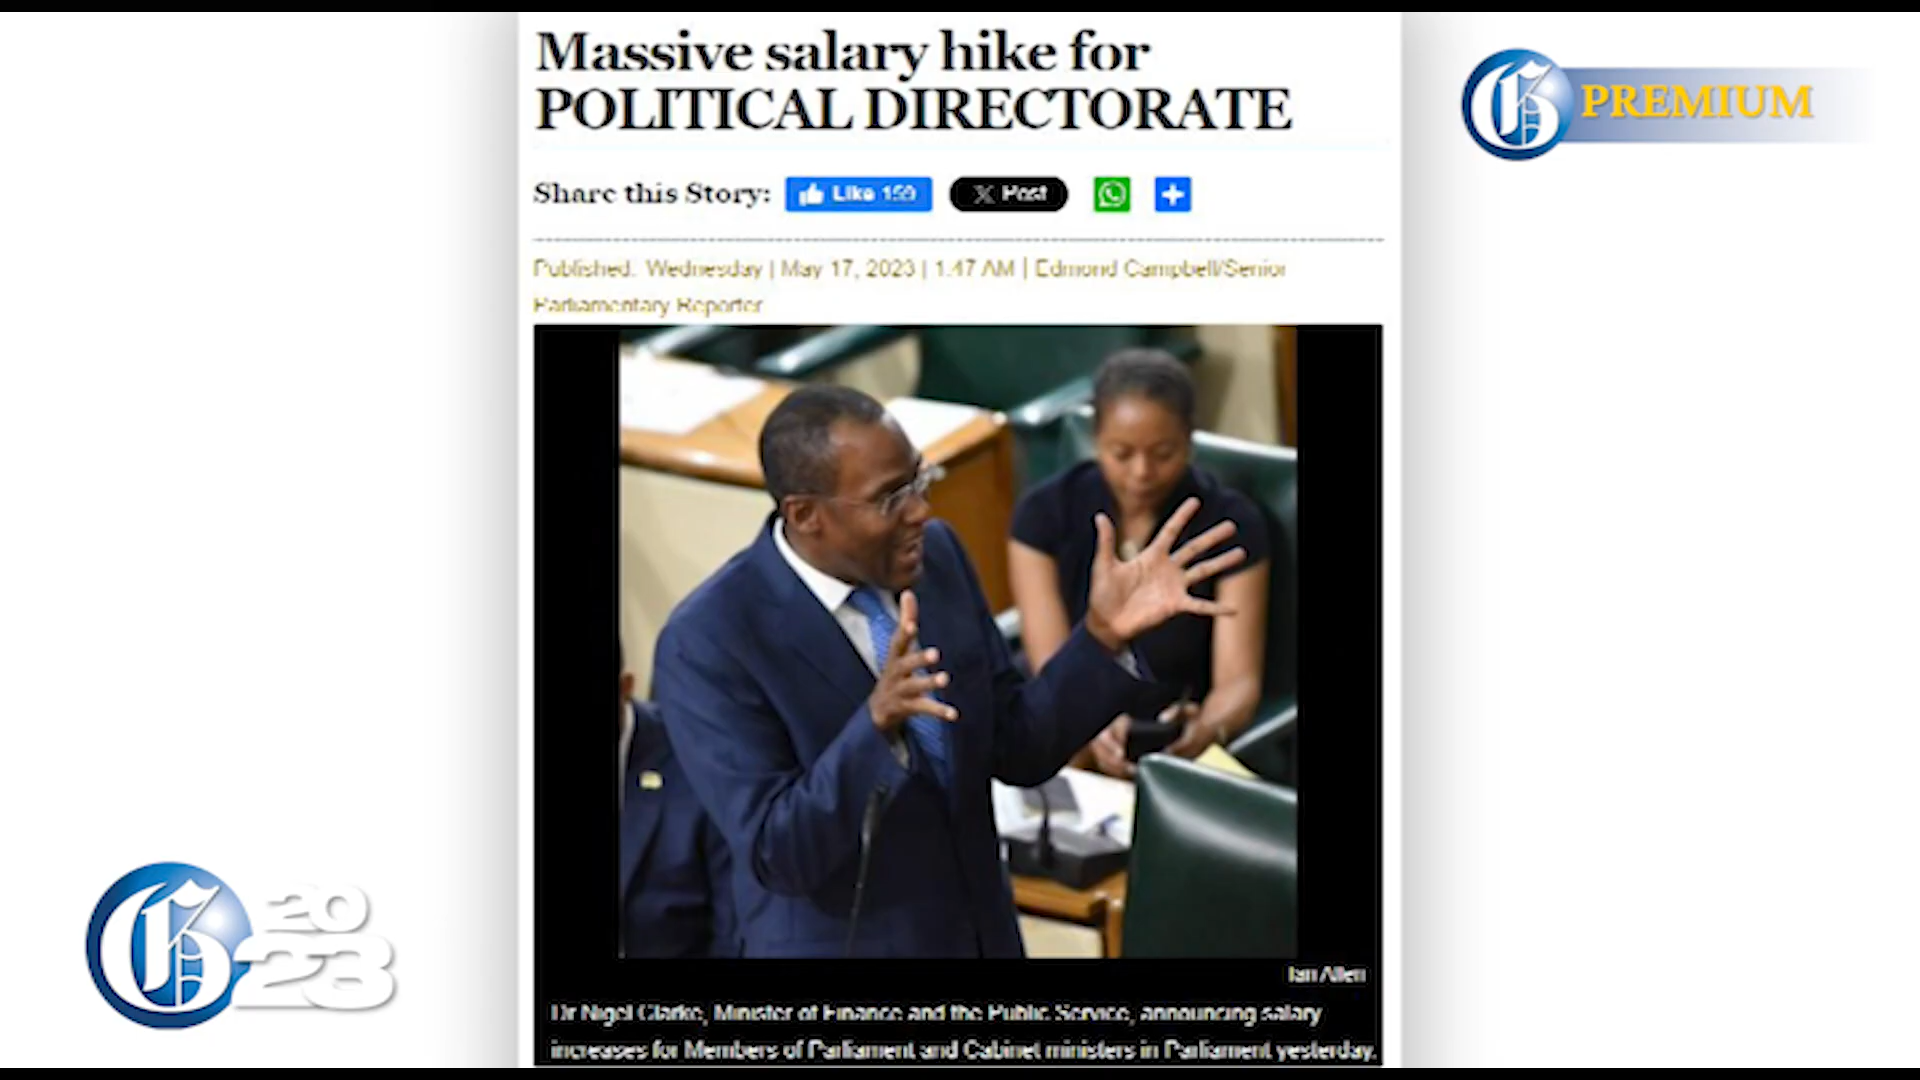 Massive salary hike for
POLITICAL DIRECTORATE
G PREMIUM
Share this Story: Like 159 X Post
Published: Wednesday | May 17, 2023 | 1:47 AM | Edmond Campbell/Senior
Parliamentary Reporter
Ian Allen
Dr Nigel Clarke, Minister of Finance and the Public Service, announcing salary
increases for Members of Parliament and Cabinet ministers in Parliament yesterday.
G 20
23